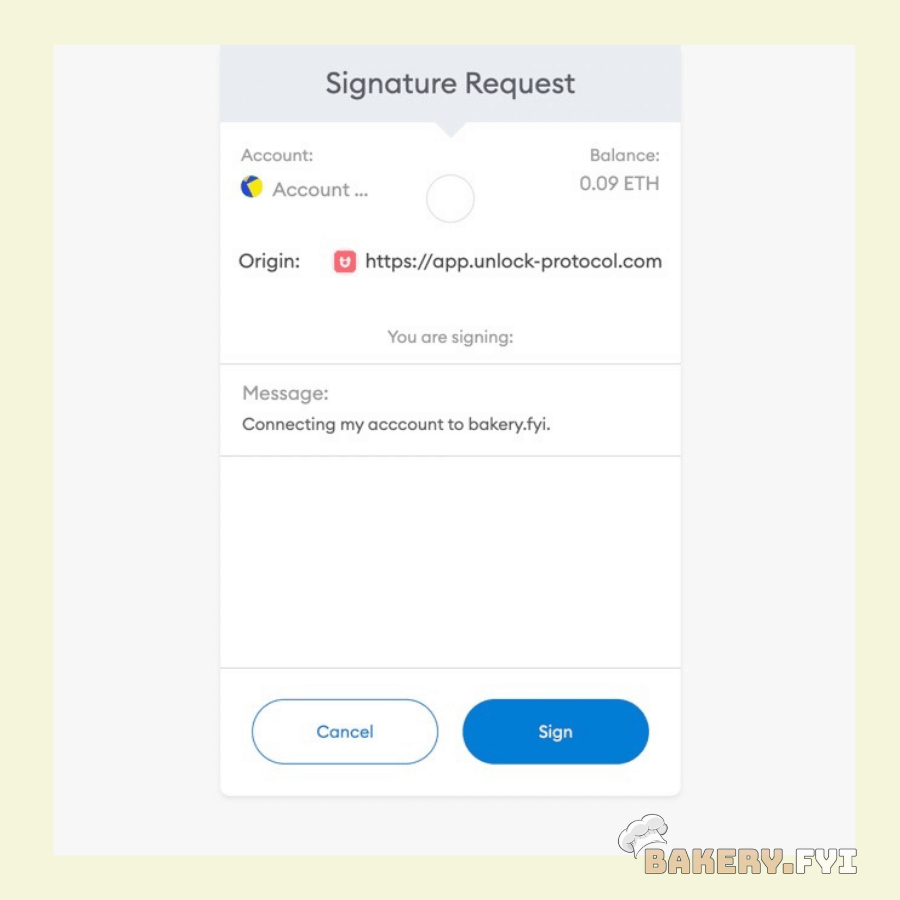 Signature Request
Account:
Balance:
Account ...
0.09 ETH
Origin:
https://app.unlock-protocol.com
You are signing:
Message:
Connecting my acccount to bakery.fyi.
Cancel
Sign
BAKERY.FYI